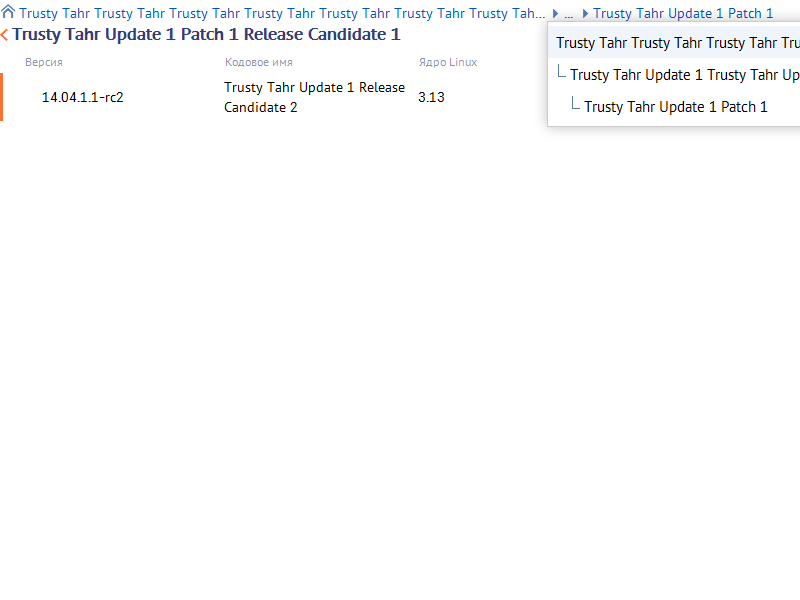 Trusty Tahr Trusty Tahr Trusty Tahr Trusty Tahr Trusty Tahr Trusty Tahr Trusty Tah... ... Trusty Tahr Update 1 Patch 1
Trusty Tahr Update 1 Patch 1 Release Candidate 1
Trusty Tahr Trusty Tahr Trusty Tahr Tru
Версия Кодовое имя Ядро Linux
Trusty Tahr Update 1 Trusty Tahr Up
14.04.1.1-rc2
Trusty Tahr Update 1 Release
Candidate 2
3.13
Trusty Tahr Update 1 Patch 1